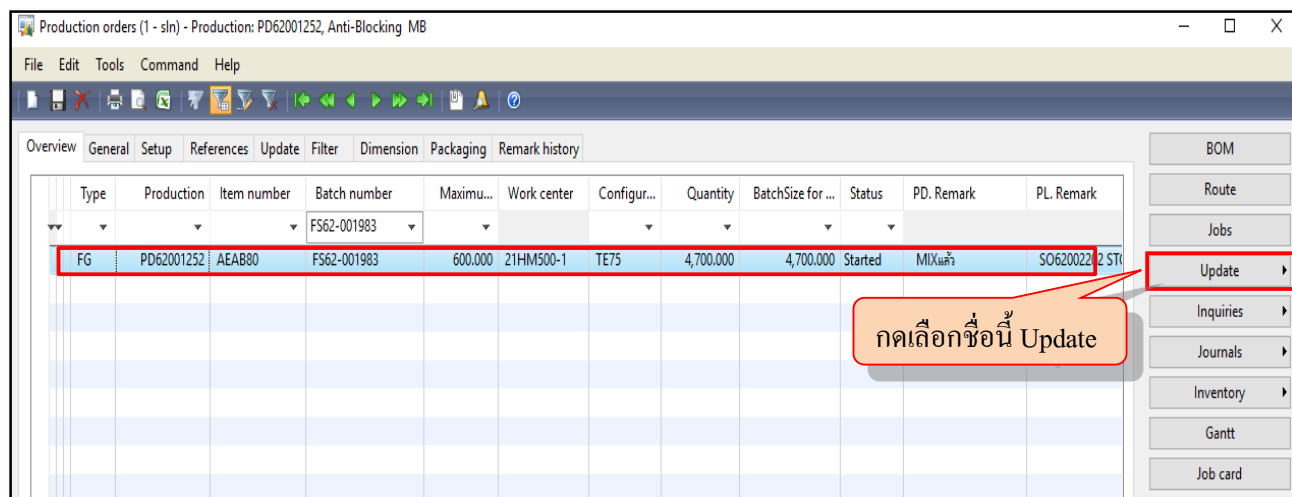 Production orders (1 - sln) - Production: PD62001252, Anti-Blocking MB
File Edit Tools Command Help
Overview General Setup References Update Filter Dimension Packaging Remark history
BOM
Type Production Item number Batch number Maximu... Work center Configur... Quantity BatchSize for ... Status PD. Remark PL. Remark
Route
FS62-001983
Jobs
FG PD62001252 AEAB80 FS62-001983 600.000 21HM500-1 TE75 4,700.000 4,700.000 Started MIXแล้ว SO62002202 STO
Update
กดเลือกชื่อนี้ Update
Inquiries
Journals
Inventory
Gantt
Job card